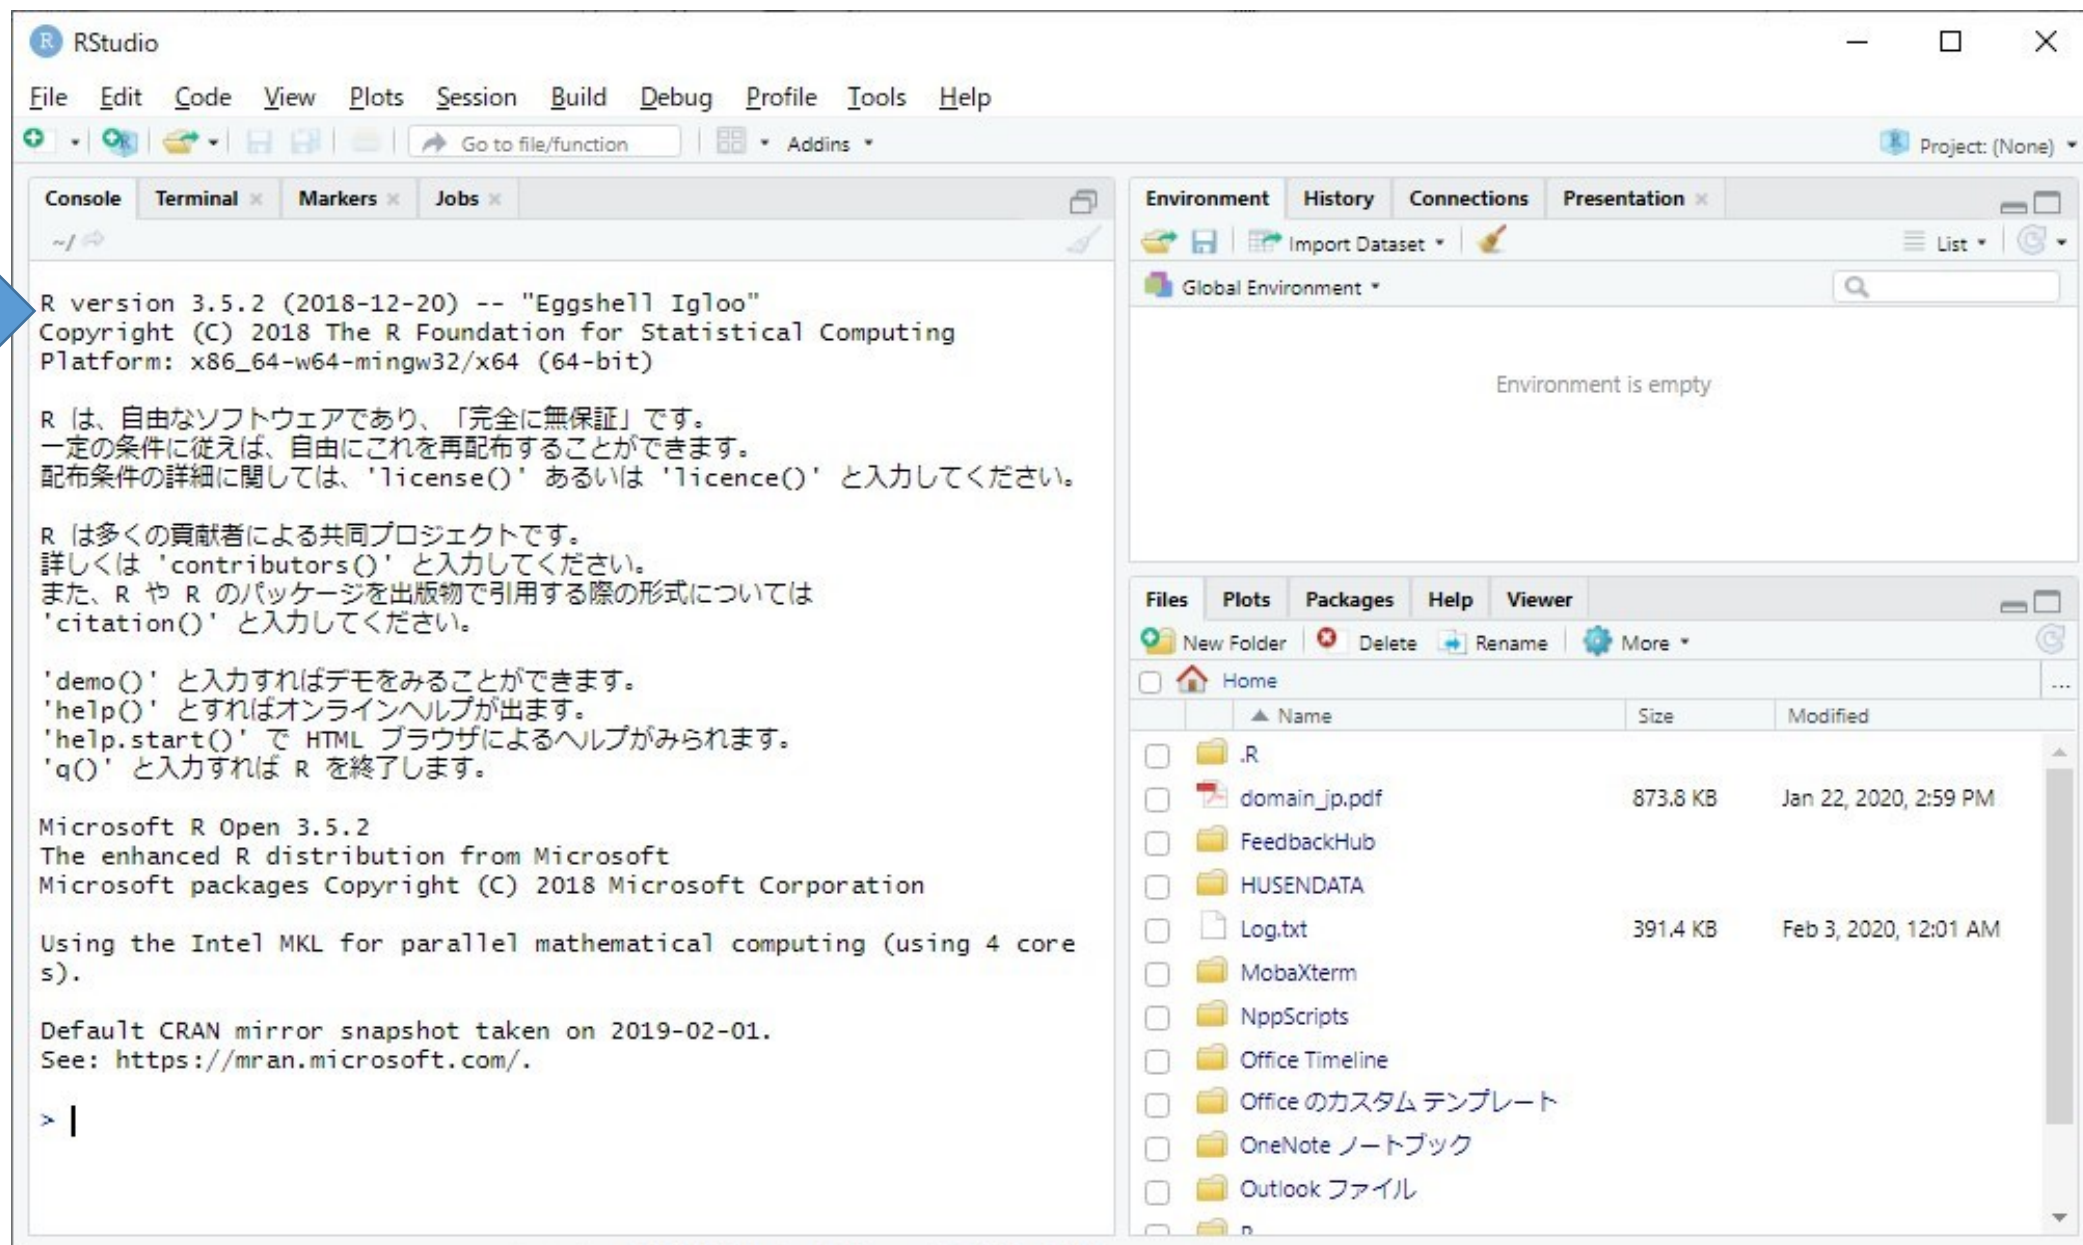 RStudio
File Edit Code View Plots Session Build Debug Profile Tools Help
Go to file/function Addins Project: (None)
Console Terminal Markers Jobs
~/
R version 3.5.2 (2018-12-20) -- "Eggshell Igloo"
Copyright (C) 2018 The R Foundation for Statistical Computing
Platform: x86_64-w64-mingw32/x64 (64-bit)
R は、自由なソフトウェアであり、「完全に無保証」です。
一定の条件に従えば、自由にこれを再配布することができます。
配布条件の詳細に関しては、'license()' あるいは 'licence()' と入力してください。
R は多くの貢献者による共同プロジェクトです。
詳しくは 'contributors()' と入力してください。
また、R や R のパッケージを出版物で引用する際の形式については
'citation()' と入力してください。
'demo()' と入力すればデモをみることができます。
'help()' とすればオンラインヘルプが出ます。
'help.start()' で HTML ブラウザによるヘルプがみられます。
'q()' と入力すれば R を終了します。
Microsoft R Open 3.5.2
The enhanced R distribution from Microsoft
Microsoft packages Copyright (C) 2018 Microsoft Corporation
Using the Intel MKL for parallel mathematical computing (using 4 core
s).
Default CRAN mirror snapshot taken on 2019-02-01.
See: https://mran.microsoft.com/.
>
Environment History Connections Presentation
Import Dataset List
Global Environment
Environment is empty
Files Plots Packages Help Viewer
New Folder Delete Rename More
Home ...
Name Size Modified
.R
domain_jp.pdf 873.8 KB Jan 22, 2020, 2:59 PM
FeedbackHub
HUSENDATA
Log.txt 391.4 KB Feb 3, 2020, 12:01 AM
MobaXterm
NppScripts
Office Timeline
Office のカスタム テンプレート
OneNote ノートブック
Outlook ファイル